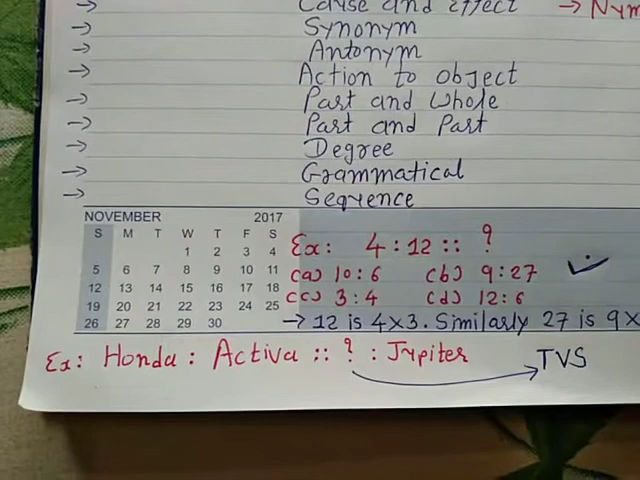 → Cause and effect → Nym
→ Synonym
→ Antonym
→ Action to object
→ Part and Whole
→ Part and Part
→ Degree
→ Grammatical
→ Sequence
NOVEMBER 2017
S M T W T F S
1 2 3 4
5 6 7 8 9 10 11
12 13 14 15 16 17 18
19 20 21 22 23 24 25
26 27 28 29 30
Ex: 4 : 12 :: ?
(a) 10 : 6 (b) 9 : 27
(c) 3 : 4 (d) 12 : 6
→ 12 is 4×3. Similarly 27 is 9×
Ex: Honda : Activa :: ? : Jupiter → TVS